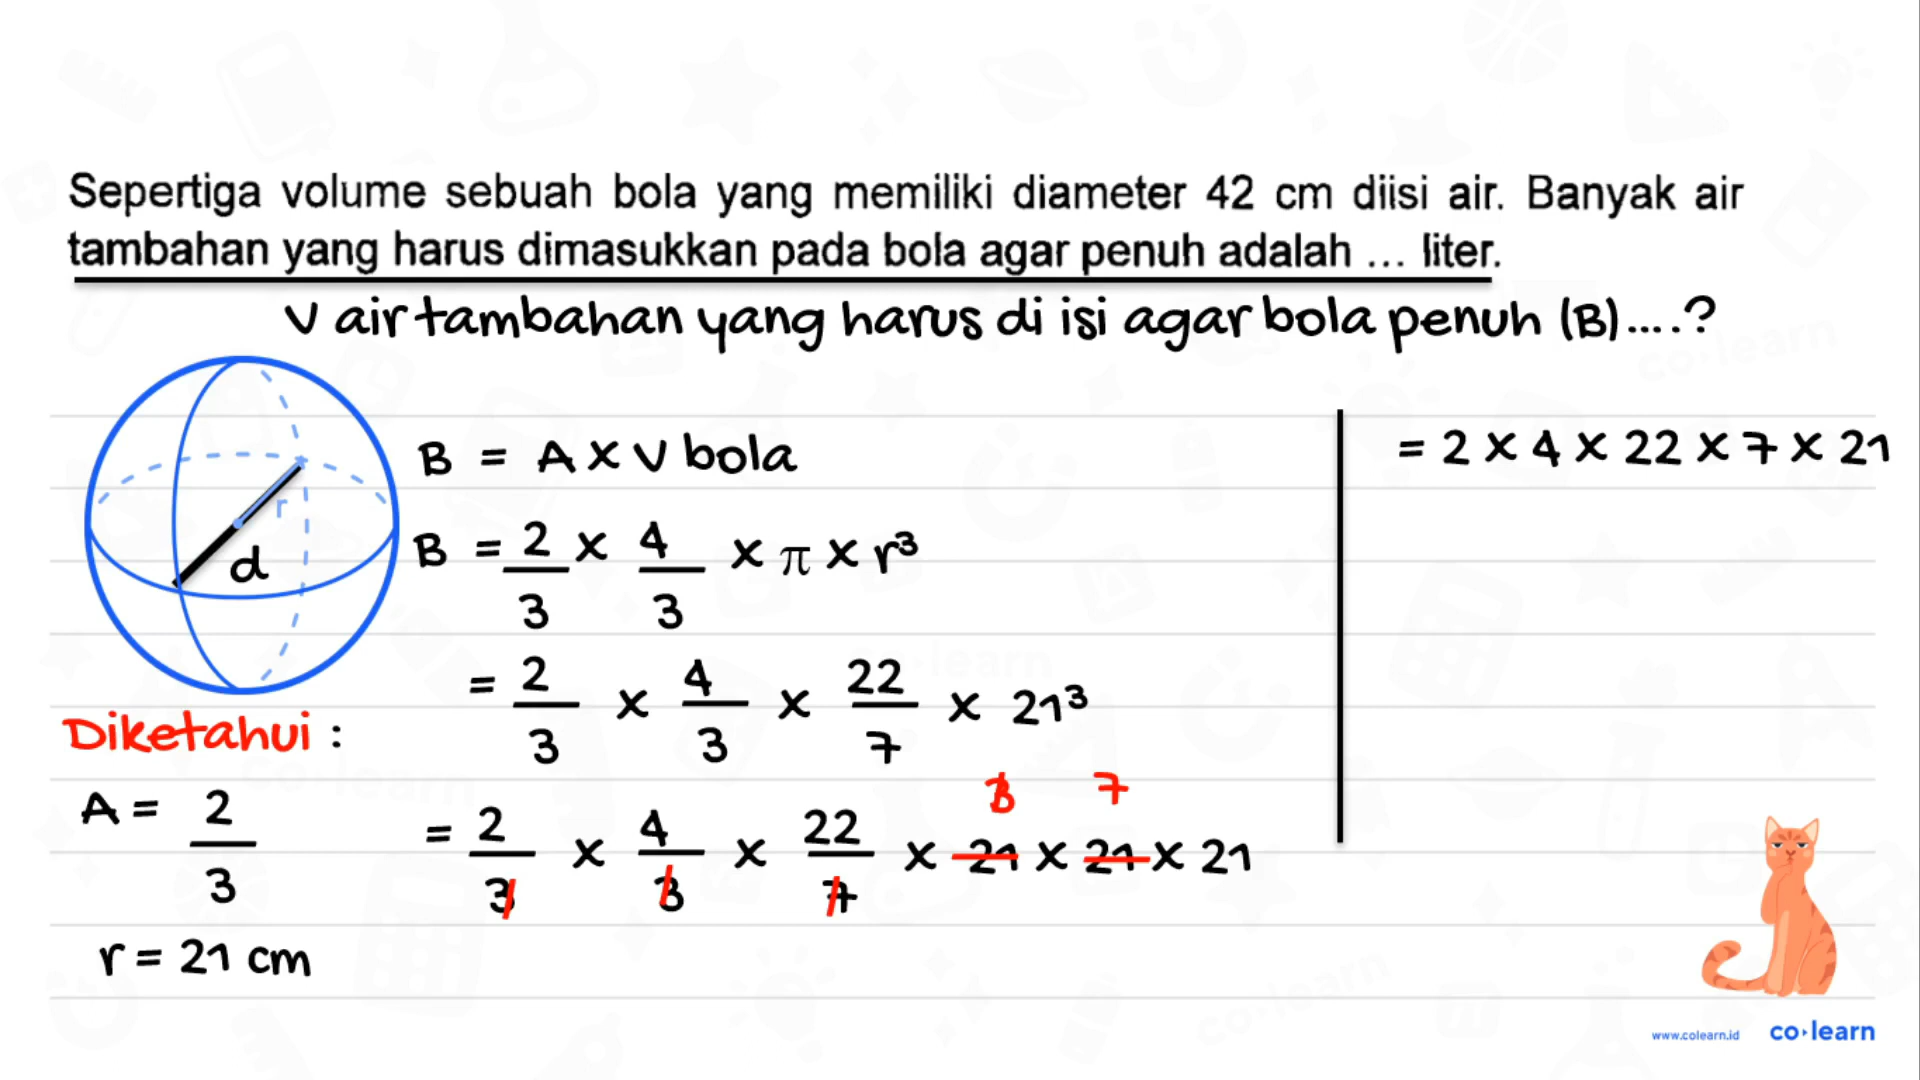 Sepertiga volume sebuah bola yang memiliki diameter 42 cm diisi air. Banyak air
tambahan yang harus dimasukkan pada bola agar penuh adalah ... liter.
V air tambahan yang harus di isi agar bola penuh (B)....?
r
d
Diketahui :
A = 2/3
r = 21 cm
B = A x V bola
B = 2/3 x 4/3 x π x r³
= 2/3 x 4/3 x 22/7 x 21³
3 7
= 2/3 x 4/3 x 22/7 x 21 x 21 x 21
= 2 x 4 x 22 x 7 x 21
www.colearn.id co·learn